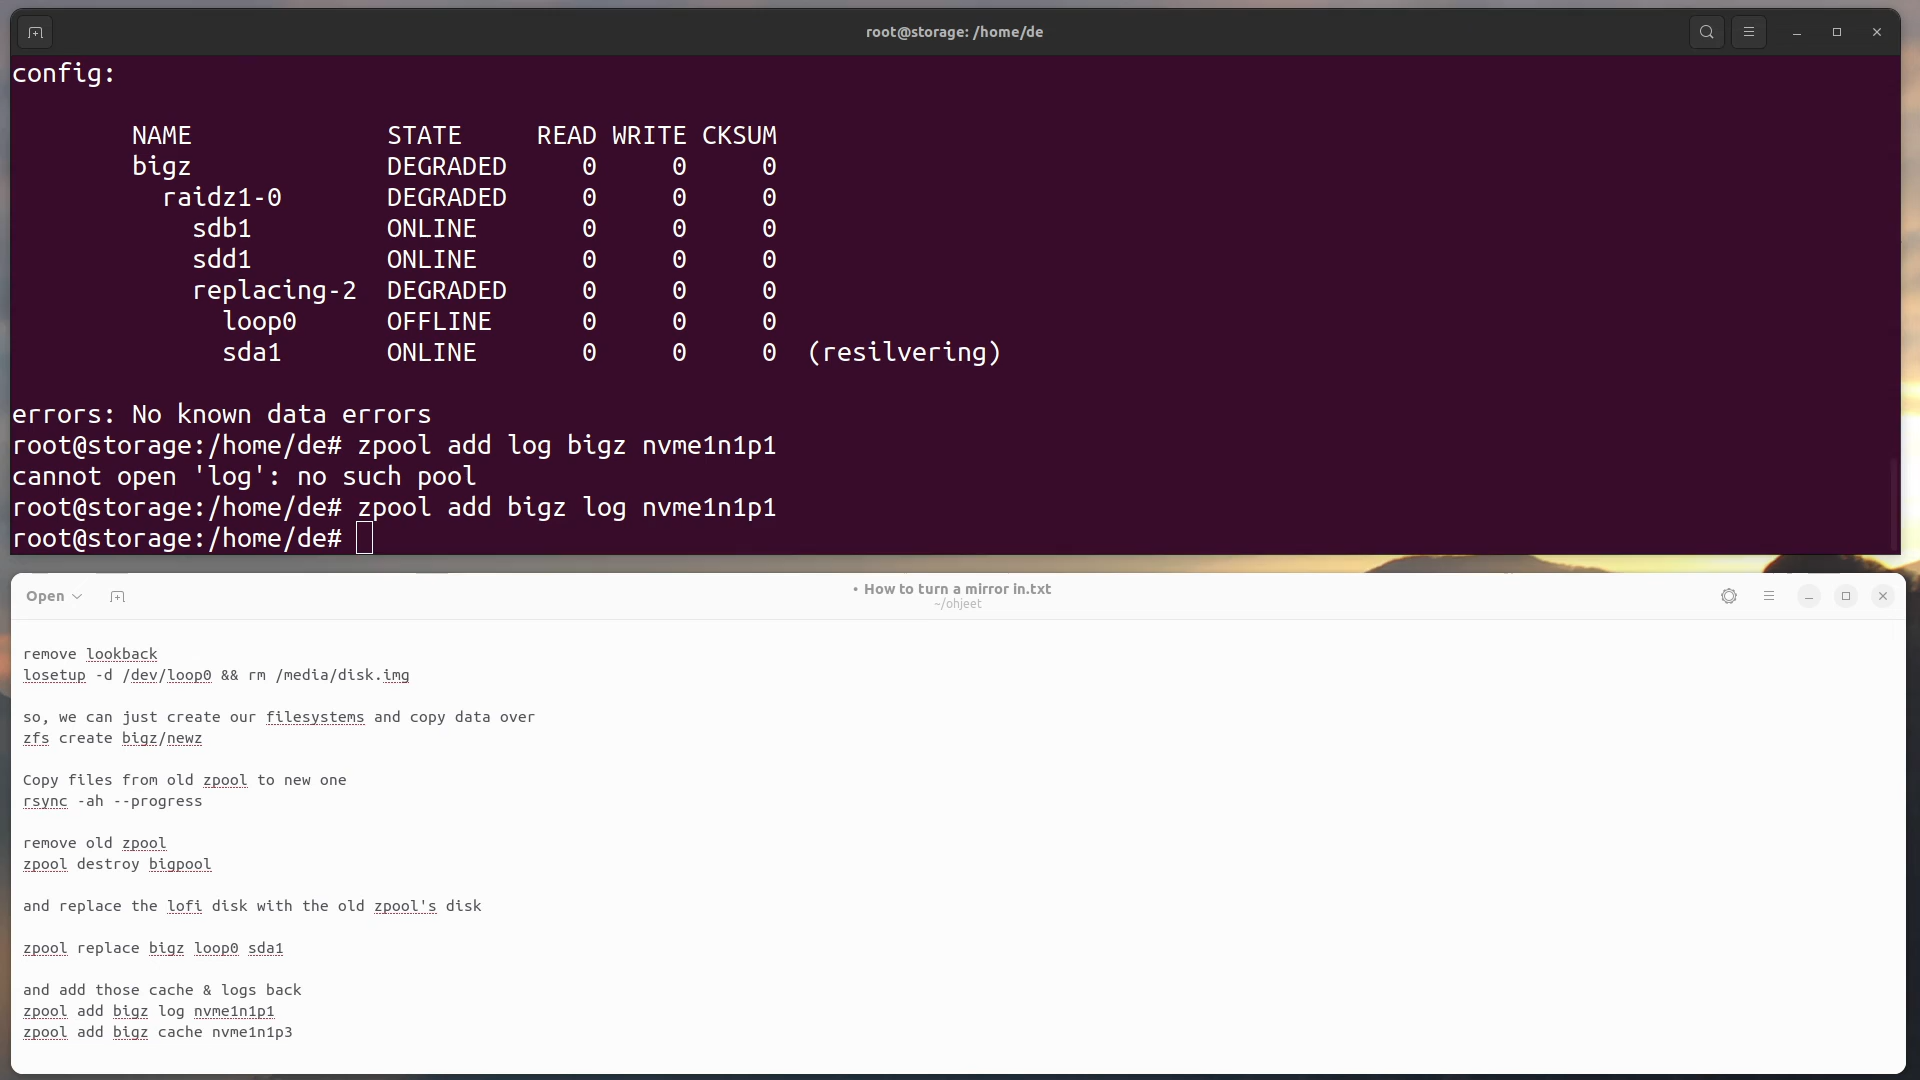 root@storage: /home/de
config:
NAME STATE READ WRITE CKSUM
bigz DEGRADED 0 0 0
raidz1-0 DEGRADED 0 0 0
sdb1 ONLINE 0 0 0
sdd1 ONLINE 0 0 0
replacing-2 DEGRADED 0 0 0
loop0 OFFLINE 0 0 0
sda1 ONLINE 0 0 0 (resilvering)
errors: No known data errors
root@storage:/home/de# zpool add log bigz nvme1n1p1
cannot open 'log': no such pool
root@storage:/home/de# zpool add bigz log nvme1n1p1
root@storage:/home/de#
Open
• How to turn a mirror in.txt
~/ohjeet
remove lookback
losetup -d /dev/loop0 && rm /media/disk.img
so, we can just create our filesystems and copy data over
zfs create bigz/newz
Copy files from old zpool to new one
rsync -ah --progress
remove old zpool
zpool destroy bigpool
and replace the lofi disk with the old zpool's disk
zpool replace bigz loop0 sda1
and add those cache & logs back
zpool add bigz log nvme1n1p1
zpool add bigz cache nvme1n1p3